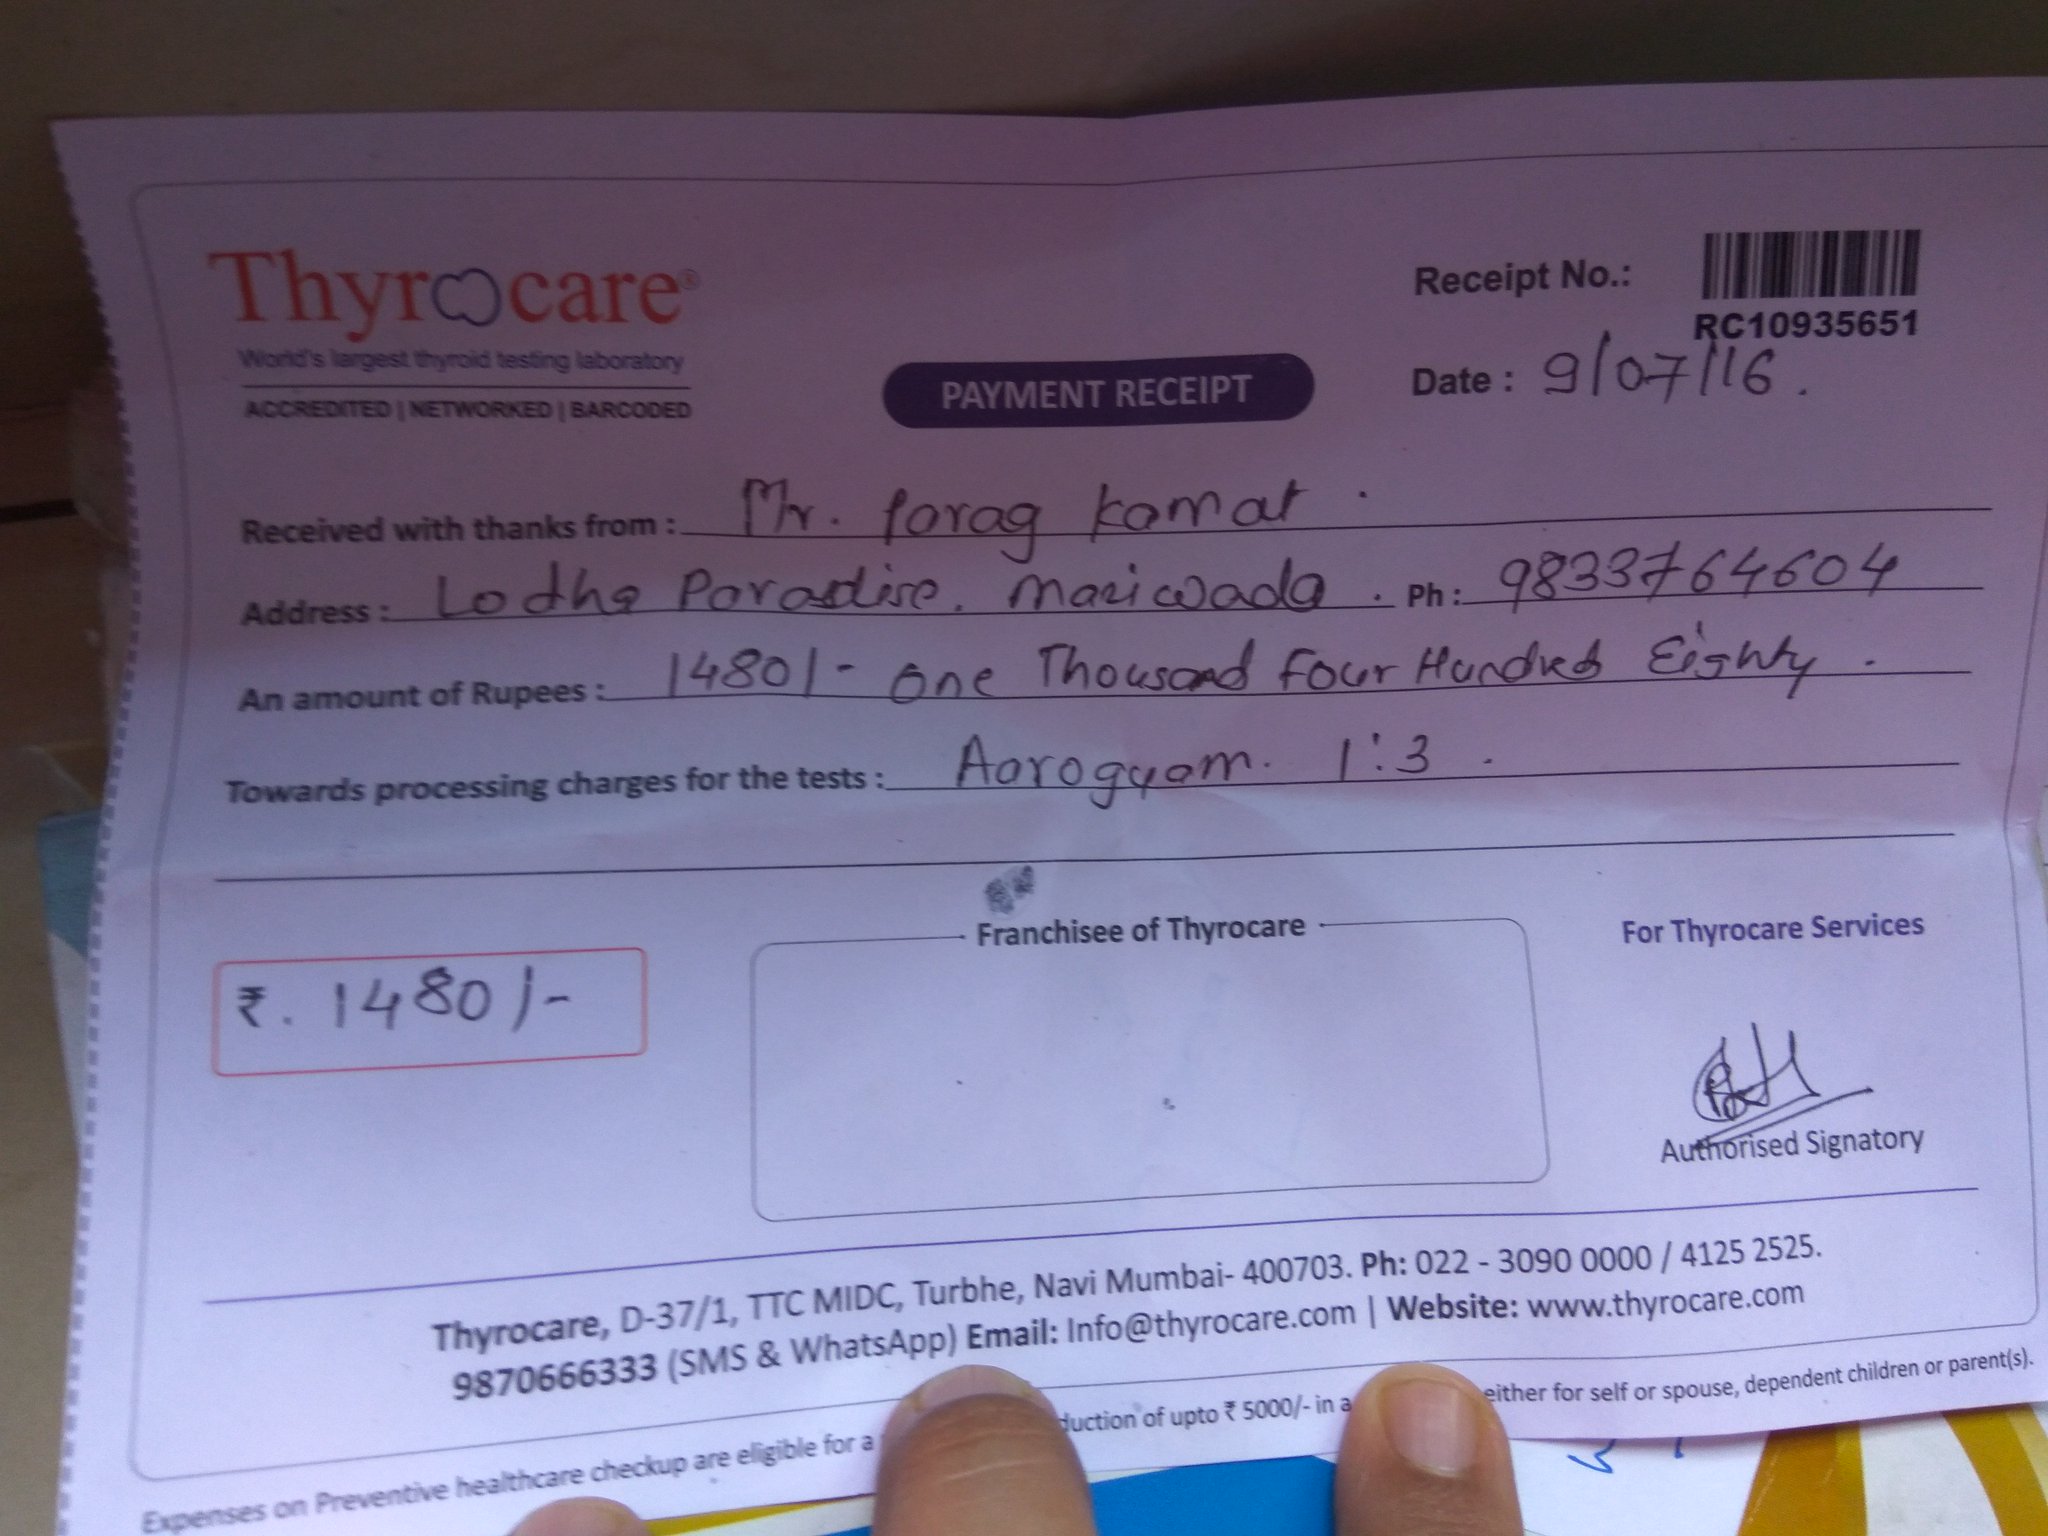 Thyrocare®
World's largest thyroid testing laboratory
ACCREDITED | NETWORKED | BARCODED
PAYMENT RECEIPT
Receipt No.: RC10935651
Date : 9/07/16.
Received with thanks from : Mr. Parag Kamat.
Address : Lodha Paradise. Maziwada. Ph : 9833764604
An amount of Rupees : 1480/- One Thousand Four Hundred Eighty.
Towards processing charges for the tests : Aarogyam. 1:3.
₹. 1480/-
Franchisee of Thyrocare
For Thyrocare Services
Authorised Signatory
Thyrocare, D-37/1, TTC MIDC, Turbhe, Navi Mumbai- 400703. Ph: 022 - 3090 0000 / 4125 2525.
9870666333 (SMS & WhatsApp) Email: Info@thyrocare.com | Website: www.thyrocare.com
Expenses on Preventive healthcare checkup are eligible for a duction of upto ₹ 5000/- in a either for self or spouse, dependent children or parent(s).